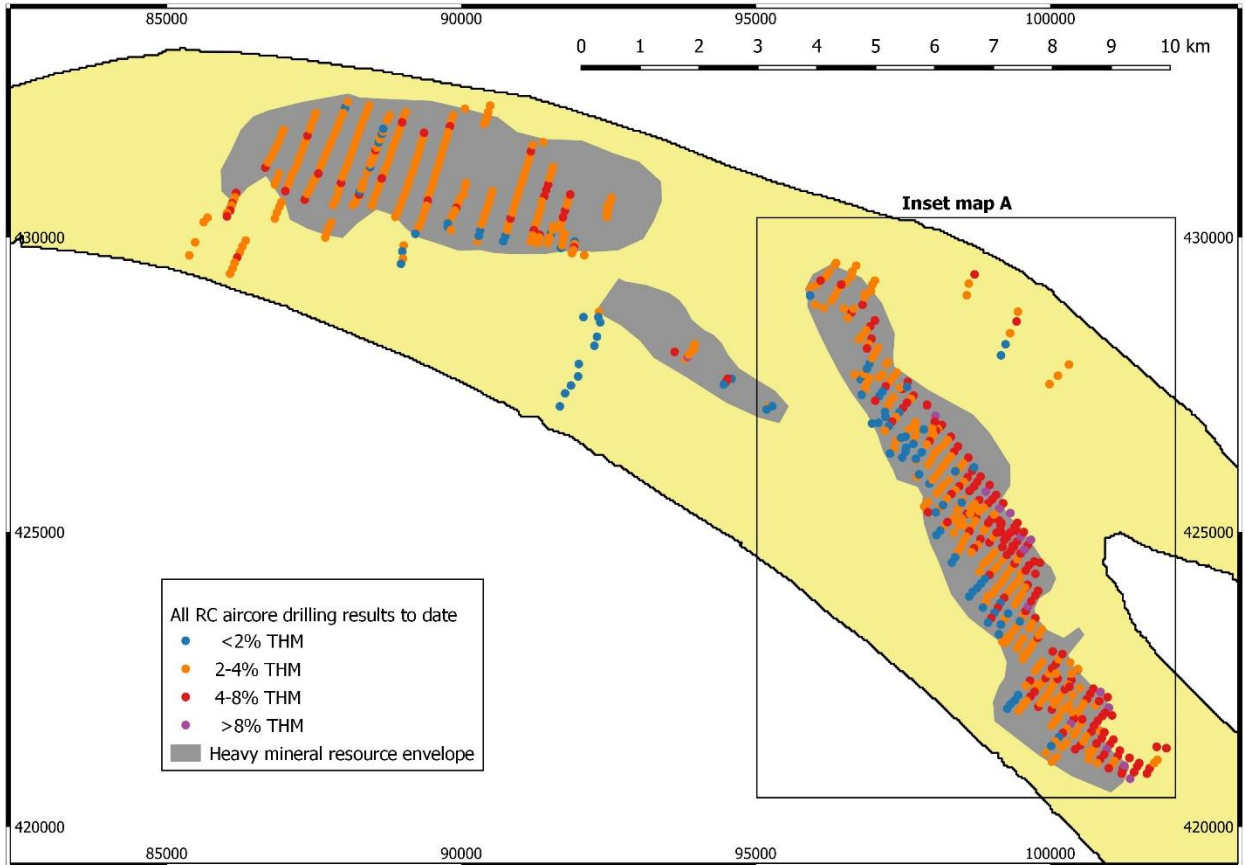 85000 90000 95000 100000
0 1 2 3 4 5 6 7 8 9 10 km
Inset map A
430000 430000
425000 425000
All RC aircore drilling results to date
<2% THM
2-4% THM
4-8% THM
>8% THM
Heavy mineral resource envelope
420000 420000
85000 90000 95000 100000